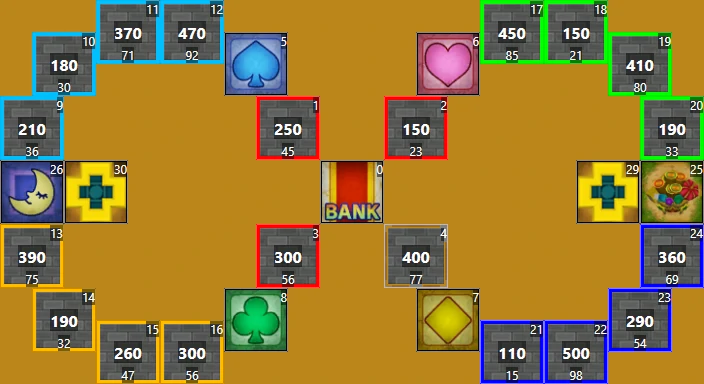 11 12 17 18
370 470 450 150
71 92 85 21
10 5 6 19
180 410
30 80
9 1 2 20
210 250 150 190
36 45 23 33
26 30 0 29 25
BANK
13 3 4 24
390 300 400 360
75 56 77 69
14 8 7 23
190 290
32 54
15 16 21 22
260 300 110 500
47 56 15 98